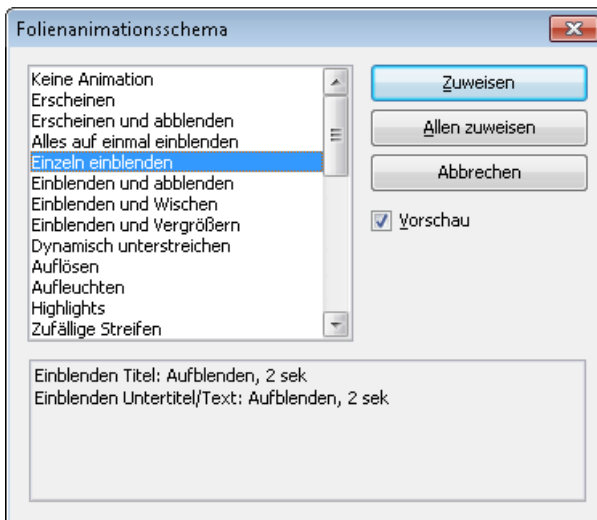 Folienanimationsschema
Keine Animation
Erscheinen
Erscheinen und abblenden
Alles auf einmal einblenden
Einzeln einblenden
Einblenden und abblenden
Einblenden und Wischen
Einblenden und Vergrößern
Dynamisch unterstreichen
Auflösen
Aufleuchten
Highlights
Zufällige Streifen
Zuweisen
Allen zuweisen
Abbrechen
Vorschau
Einblenden Titel: Aufblenden, 2 sek
Einblenden Untertitel/Text: Aufblenden, 2 sek